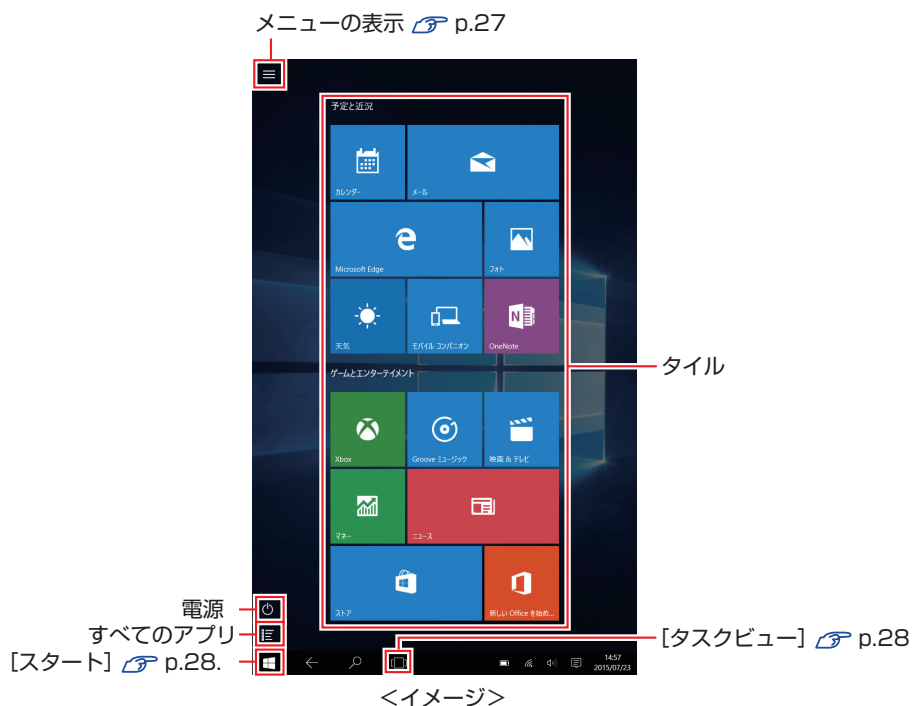 メニューの表示 p.27
予定と近況
カレンダー
メール
Microsoft Edge
フォト
天気
モバイル コンパニオン
OneNote
タイル
ゲームとエンターテイメント
Xbox
Groove ミュージック
映画 & テレビ
マネー
ニュース
ストア
新しい Office を始め...
電源
すべてのアプリ
[スタート] p.28.
[タスクビュー] p.28
14:57
2015/07/23
＜イメージ＞